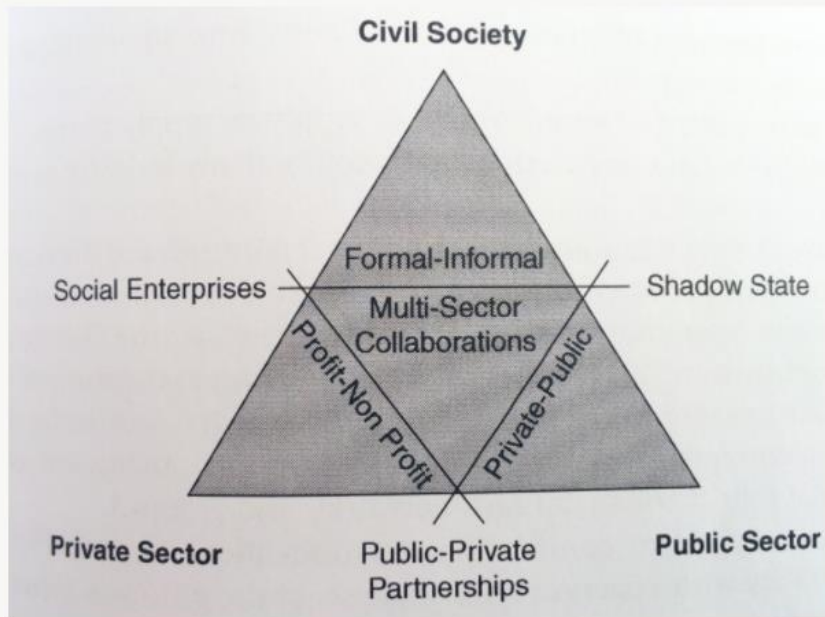 Civil Society
Formal-Informal
Social Enterprises
Shadow State
Multi-Sector
Collaborations
Profit-Non Profit
Private-Public
Private Sector
Public-Private
Partnerships
Public Sector